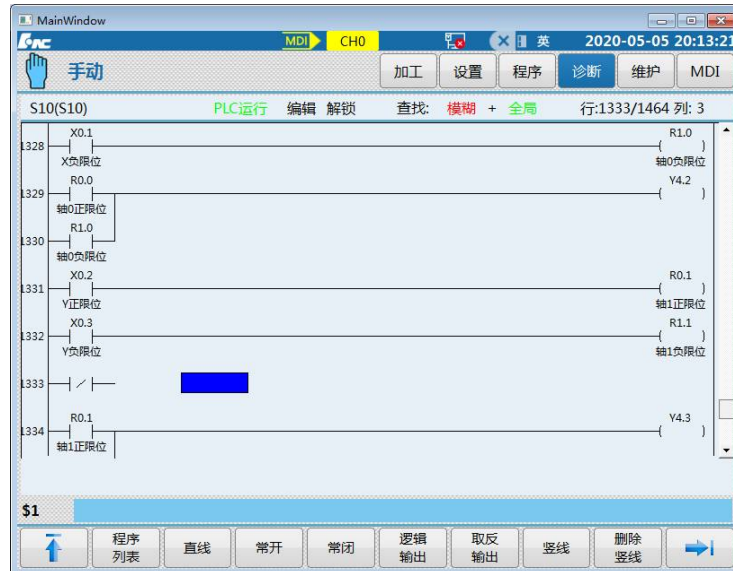 MainWindow
MDI CH0 英 2020-05-05 20:13:21
手动 加工 设置 程序 诊断 维护 MDI
S10(S10) PLC运行 编辑 解锁 查找: 模糊 + 全局 行:1333/1464 列: 3
X0.1 R1.0
1328 ( )
X负限位 轴0负限位
R0.0 Y4.2
1329 ( )
轴0正限位
R1.0
1330
轴0负限位
X0.2 R0.1
1331 ( )
Y正限位 轴1正限位
X0.3 R1.1
1332 ( )
Y负限位 轴1负限位
1333
R0.1 Y4.3
1334 ( )
轴1正限位
$1
程序 逻辑 取反 删除
列表 直线 常开 常闭 输出 输出 竖线 竖线